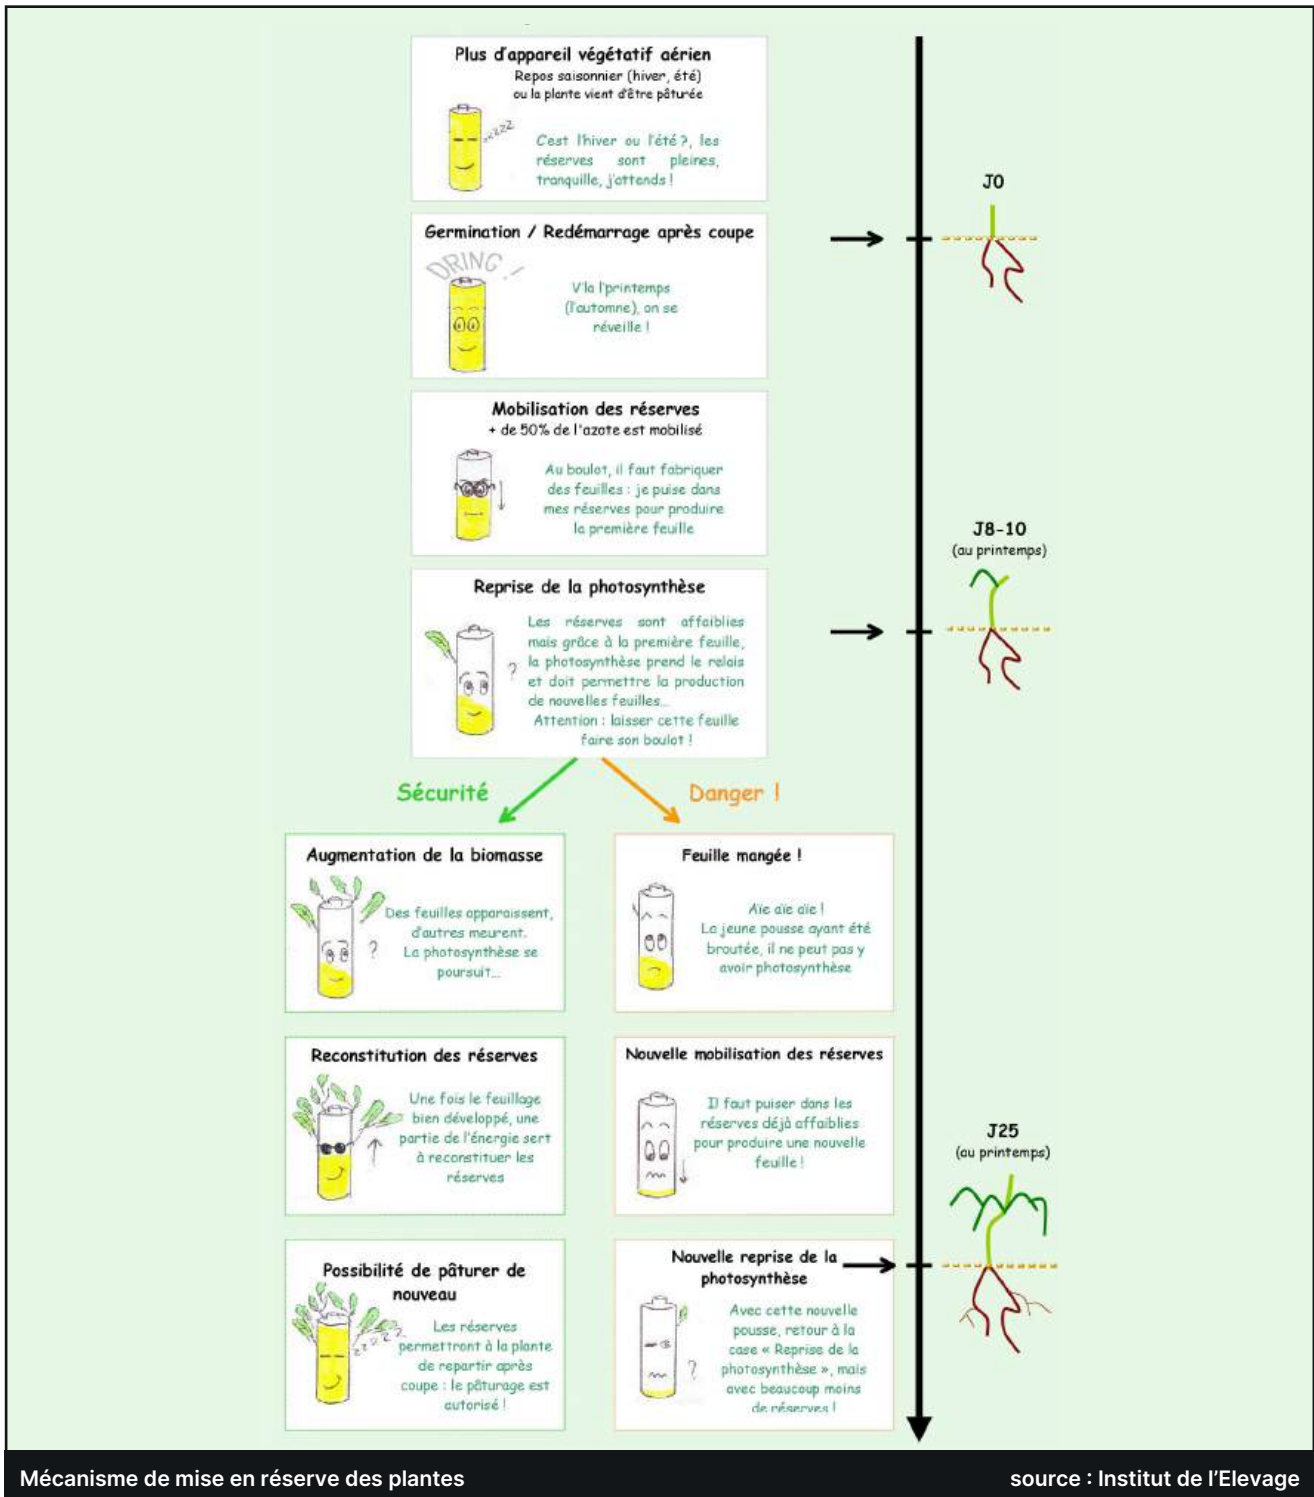 Plus d'appareil végétatif aérien
Repos saisonnier (hiver, été)
ou la plante vient d'être pâturée
zzzz
C'est l'hiver ou l'été ?, les
réserves sont pleines,
tranquille, j'attends !
J0
Germination / Redémarrage après coupe
DRING !
V'la l'printemps
(l'automne), on se
réveille !
Mobilisation des réserves
+ de 50% de l'azote est mobilisé
Au boulot, il faut fabriquer
des feuilles : je puise dans
mes réserves pour produire
la première feuille
J8-10
(au printemps)
Reprise de la photosynthèse
?
Les réserves sont affaiblies
mais grâce à la première feuille,
la photosynthèse prend le relais
et doit permettre la production
de nouvelles feuilles...
Attention : laisser cette feuille
faire son boulot !
Sécurité
Danger !
Augmentation de la biomasse
?
Des feuilles apparaissent,
d'autres meurent.
La photosynthèse se
poursuit...
Feuille mangée !
Aïe aïe aïe !
La jeune pousse ayant été
broutée, il ne peut pas y
avoir photosynthèse
Reconstitution des réserves
Une fois le feuillage
bien développé, une
partie de l'énergie sert
à reconstituer les
réserves
Nouvelle mobilisation des réserves
Il faut puiser dans les
réserves déjà affaiblies
pour produire une nouvelle
feuille !
J25
(au printemps)
Possibilité de pâturer de
nouveau
zzzzz
Les réserves
permettront à la plante
de repartir après
coupe : le pâturage est
autorisé !
Nouvelle reprise de la
photosynthèse
?
Avec cette nouvelle
pousse, retour à la
case « Reprise de la
photosynthèse », mais
avec beaucoup moins
de réserves !
Mécanisme de mise en réserve des plantes
source : Institut de l'Elevage